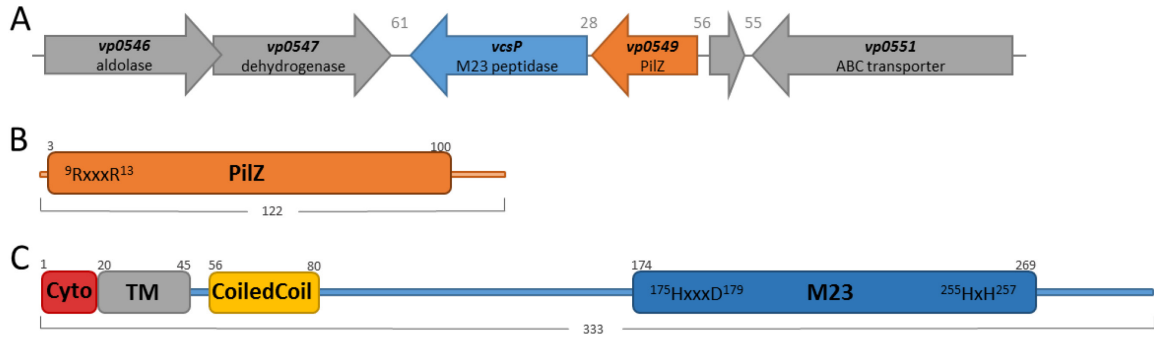 A
61 28 56 55
vp0546 vp0547 vcsP vp0549 vp0551
aldolase dehydrogenase M23 peptidase PilZ ABC transporter
B
3 100
⁹RxxxR¹³ PilZ
122
C
1 20 45 56 80 174 269
Cyto TM CoiledCoil ¹⁷⁵HxxxD¹⁷⁹ M23 ²⁵⁵HxH²⁵⁷
333